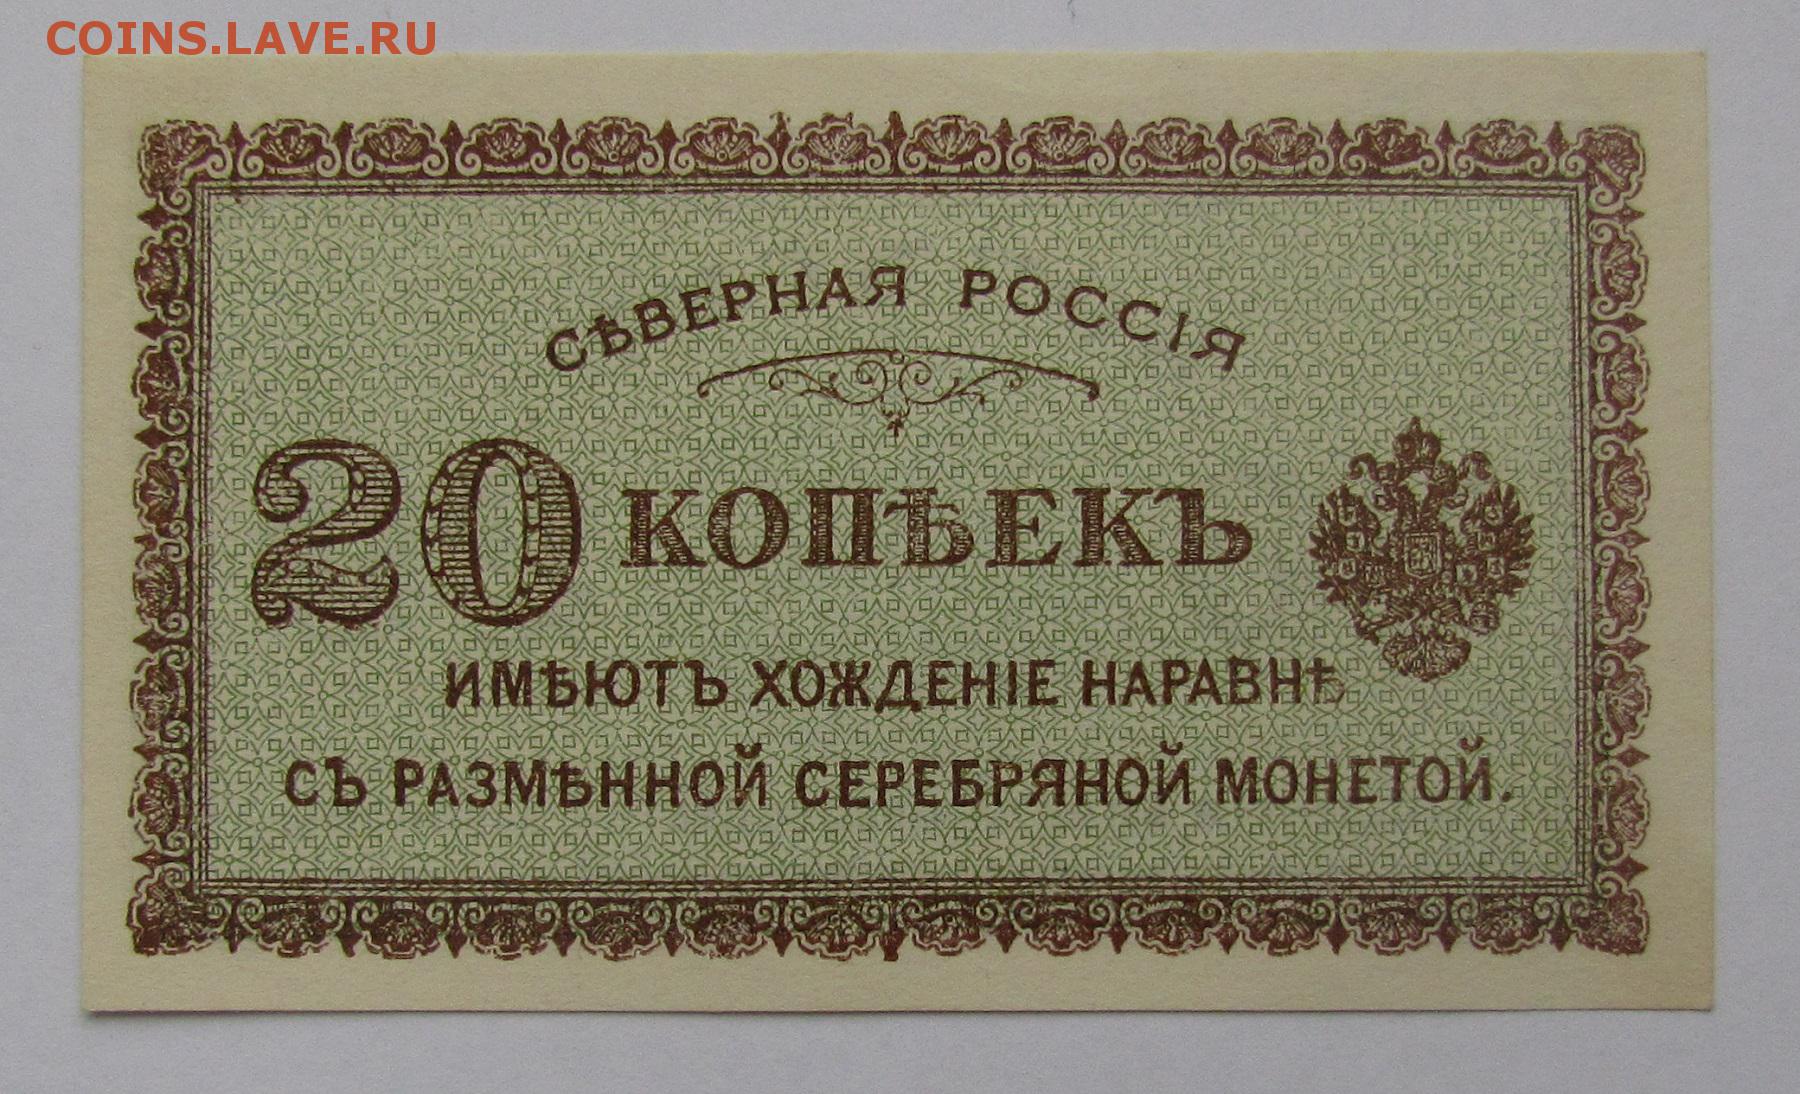 COINS.LAVE.RU
СѢВЕРНАЯ РОССІЯ
20 КОПѢЕКЪ
ИМѢЮТЪ ХОЖДЕНІЕ НАРАВНѢ
СЪ РАЗМѢННОЙ СЕРЕБРЯНОЙ МОНЕТОЙ.